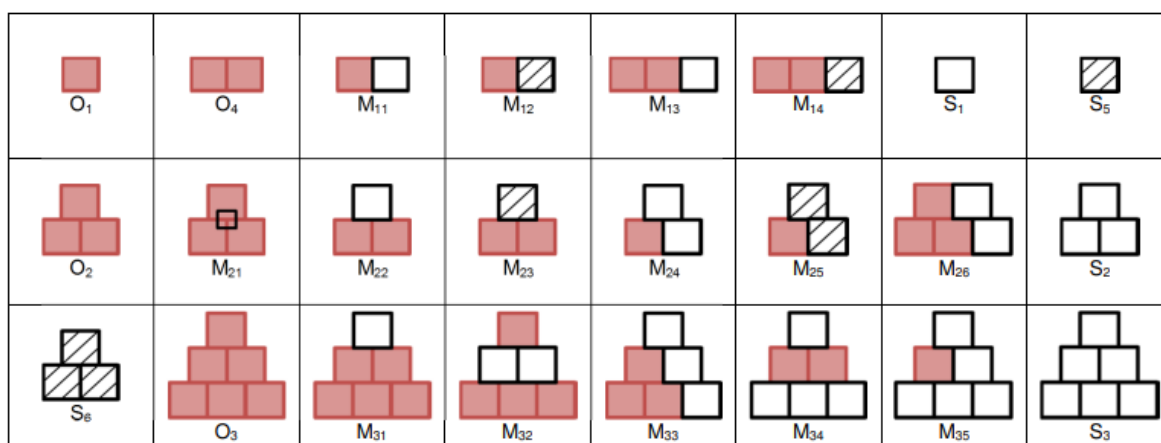 O₁ O₄ M₁₁ M₁₂ M₁₃ M₁₄ S₁ S₅
O₂ M₂₁ M₂₂ M₂₃ M₂₄ M₂₅ M₂₆ S₂
S₆ O₃ M₃₁ M₃₂ M₃₃ M₃₄ M₃₅ S₃